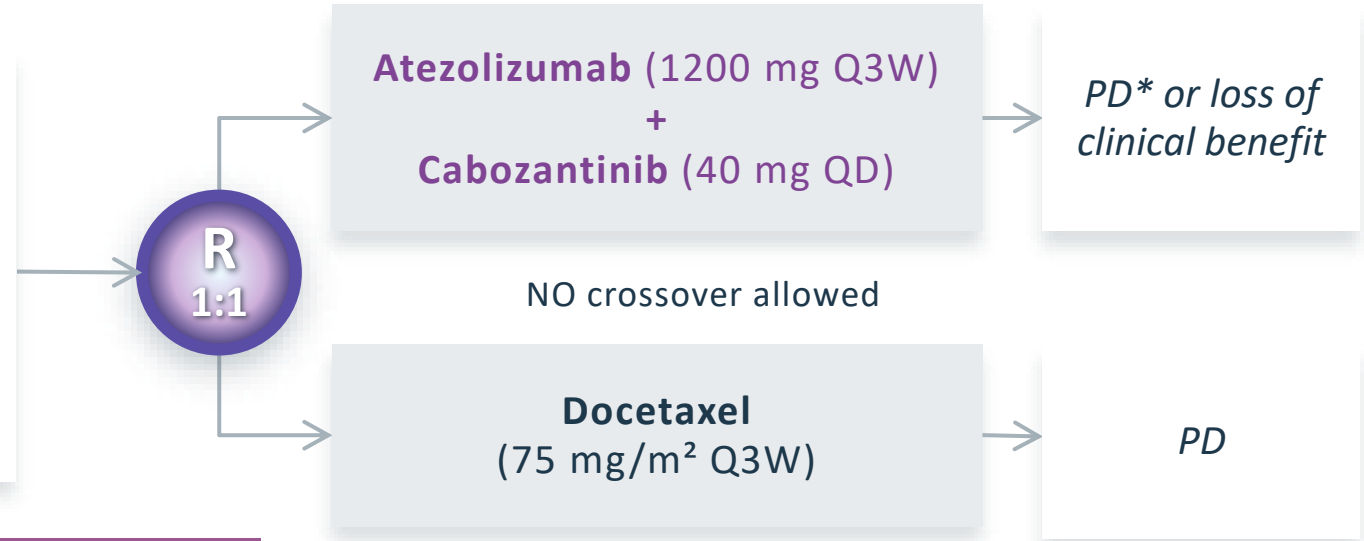 R
1:1
Atezolizumab (1200 mg Q3W)
+
Cabozantinib (40 mg QD)
PD* or loss of
clinical benefit
NO crossover allowed
Docetaxel
(75 mg/m² Q3W)
PD